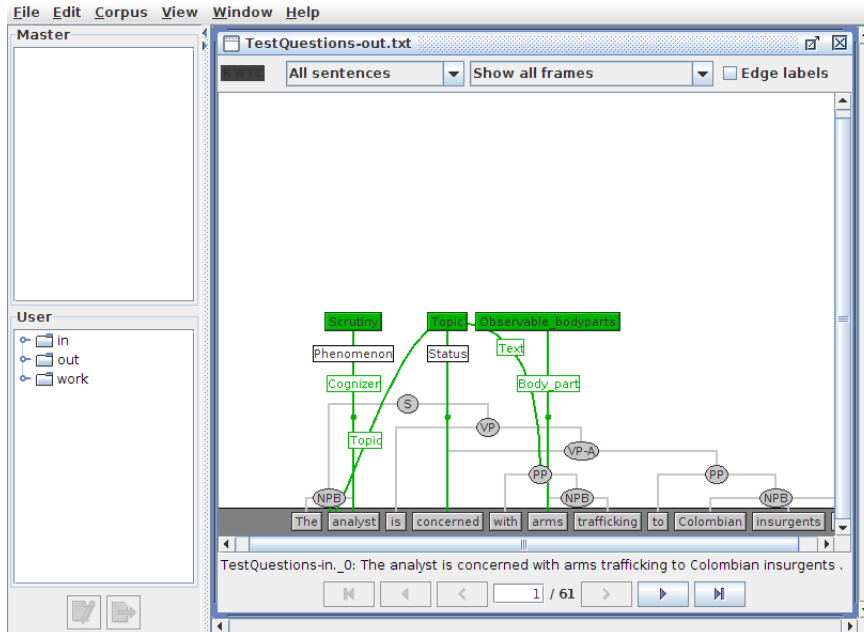 File Edit Corpus View Window Help
Master
User
in
out
work
TestQuestions-out.txt
All sentences
Show all frames
Edge labels
Scrutiny Topic Observable_bodyparts
Phenomenon Status Text
Cognizer Body_part
S
VP
Topic
VP-A
PP PP
NPB NPB NPB
The analyst is concerned with arms trafficking to Colombian insurgents
TestQuestions-in._0: The analyst is concerned with arms trafficking to Colombian insurgents .
1 / 61